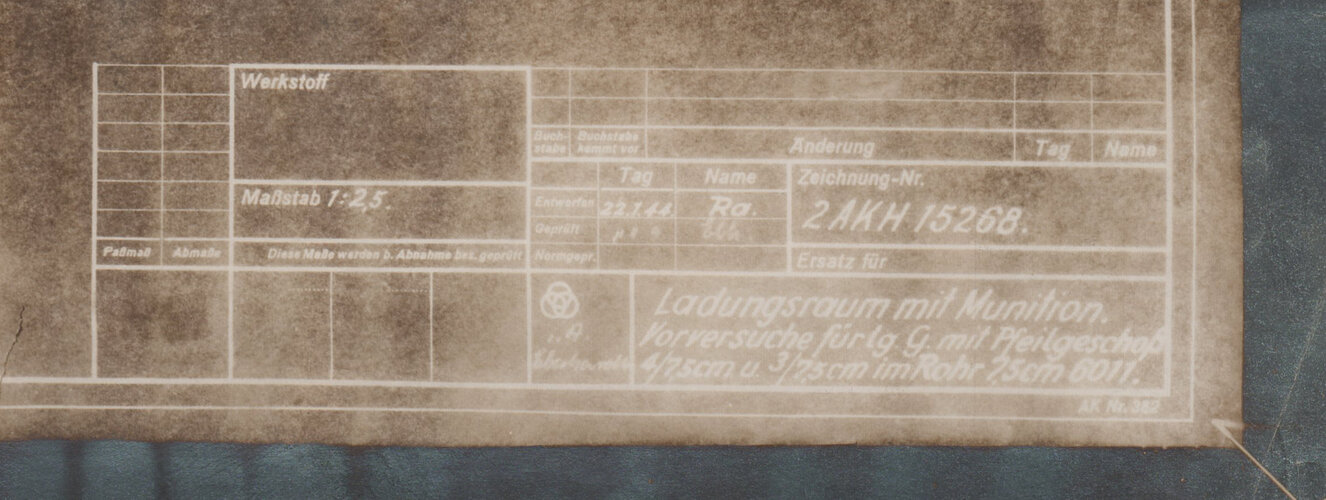 Werkstoff
Maßstab 1:2,5.
Paßmaß Abmaße
Diese Maße werden b. Abnahme bes. geprüft
Buch-stabe Buchstabe kommt vor Änderung Tag Name
Tag Name
Entworfen 22.1.44. Ra.
Geprüft
Normgepr.
Zeichnung-Nr.
2AKH 15268.
Ersatz für
Ladungsraum mit Munition.
Vorversuche für lg G. mit Pfeilgeschoß
4/7,5cm u. 3/7,5cm im Rohr 7,5cm 6011.
AK Nr. 382